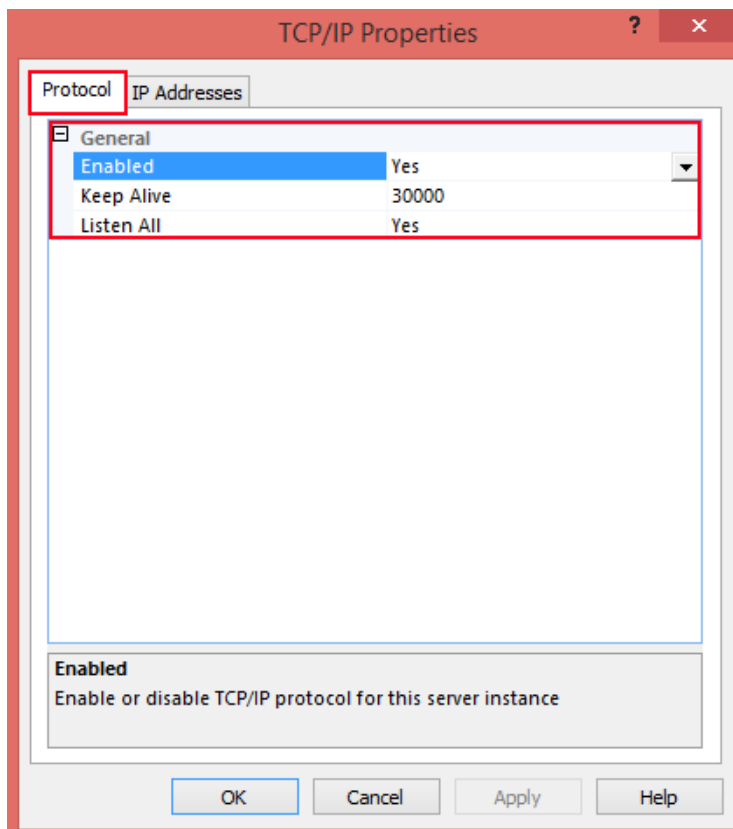 TCP/IP Properties ?
Protocol IP Addresses
General
Enabled Yes
Keep Alive 30000
Listen All Yes
Enabled
Enable or disable TCP/IP protocol for this server instance
OK Cancel Apply Help